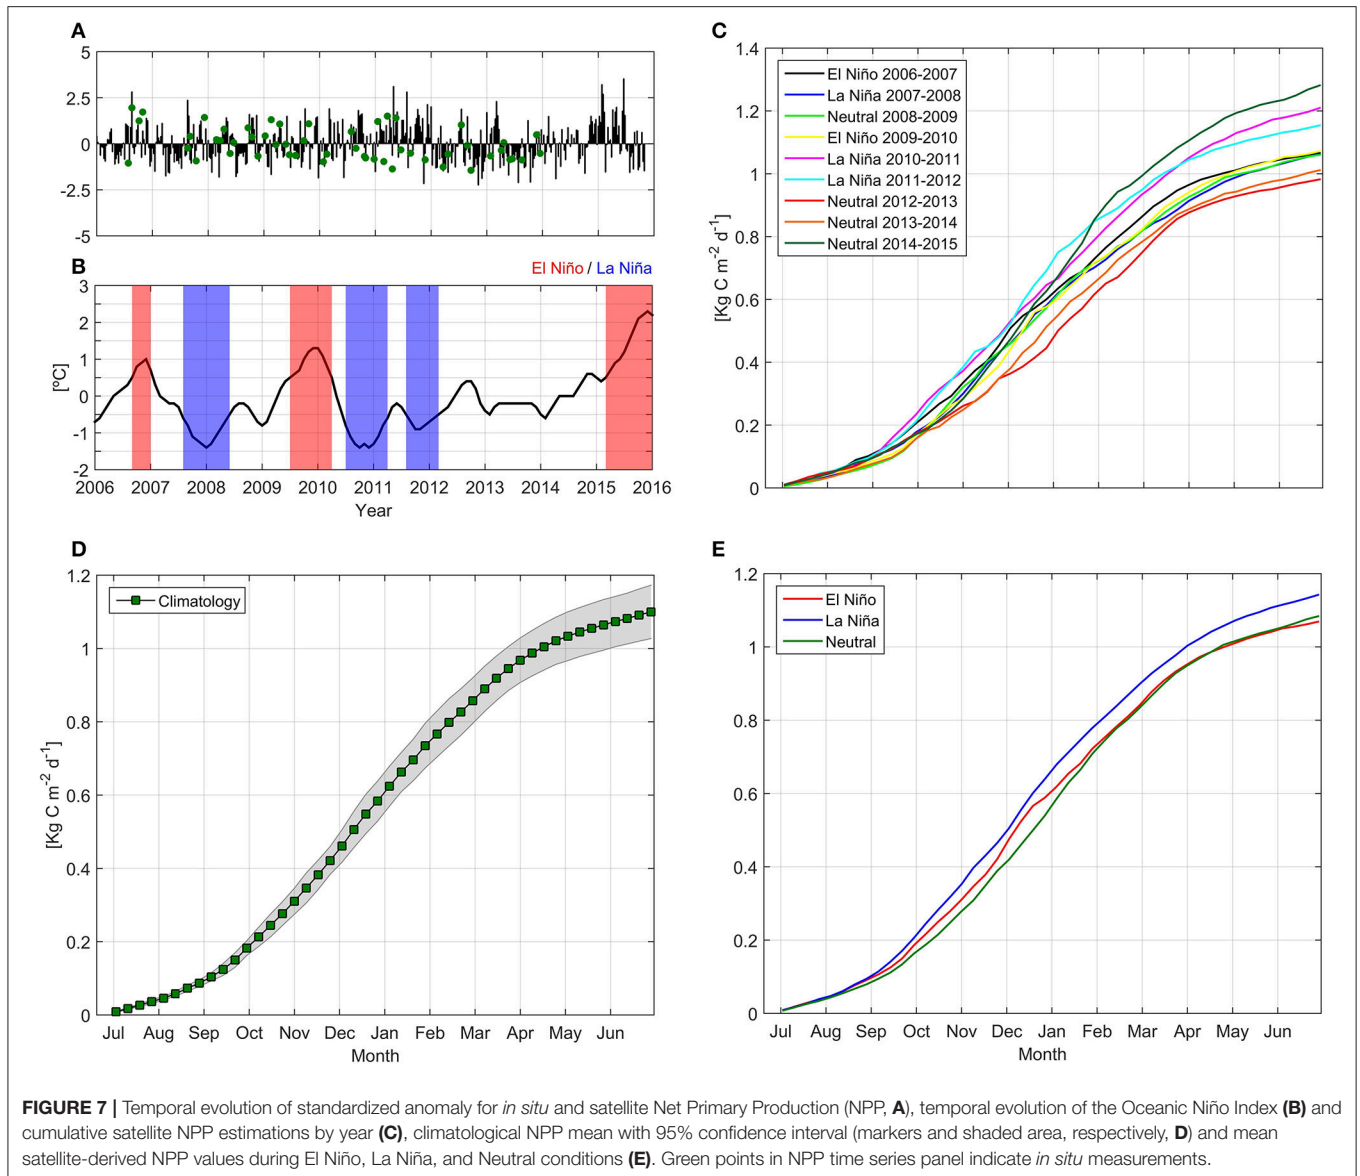 A
5
2.5
0
-2.5
-5
2007
2008
2009
2010
2011
2012
2013
2014
2015
B
El Niño / La Niña
3
2
1
0
-1
-2
[ºC]
2006
2007
2008
2009
2010
2011
2012
2013
2014
2015
2016
Year
C
1.4
1.2
1
0.8
0.6
0.4
0.2
0
[Kg C m-2 d-1]
El Niño 2006-2007
La Niña 2007-2008
Neutral 2008-2009
El Niño 2009-2010
La Niña 2010-2011
La Niña 2011-2012
Neutral 2012-2013
Neutral 2013-2014
Neutral 2014-2015
D
1.2
1
0.8
0.6
0.4
0.2
0
[Kg C m-2 d-1]
Climatology
Jul Aug Sep Oct Nov Dec Jan Feb Mar Apr May Jun
Month
E
1.2
1
0.8
0.6
0.4
0.2
0
El Niño
La Niña
Neutral
Jul Aug Sep Oct Nov Dec Jan Feb Mar Apr May Jun
Month
FIGURE 7 | Temporal evolution of standardized anomaly for in situ and satellite Net Primary Production (NPP, A), temporal evolution of the Oceanic Niño Index (B) and
cumulative satellite NPP estimations by year (C), climatological NPP mean with 95% confidence interval (markers and shaded area, respectively, D) and mean
satellite-derived NPP values during El Niño, La Niña, and Neutral conditions (E). Green points in NPP time series panel indicate in situ measurements.